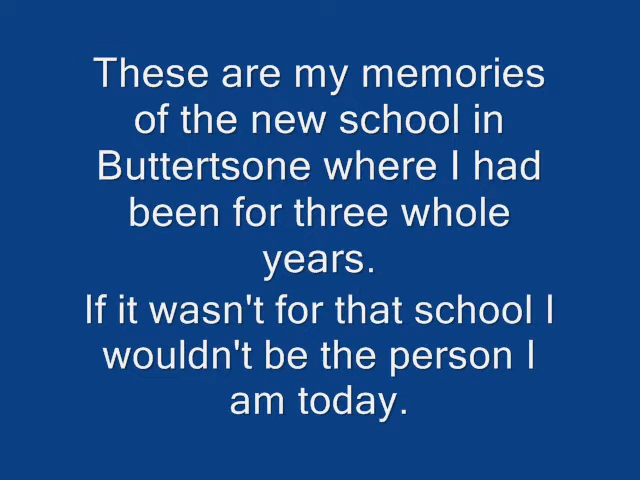 These are my memories
of the new school in
Buttertsone where I had
been for three whole
years.
If it wasn't for that school I
wouldn't be the person I
am today.